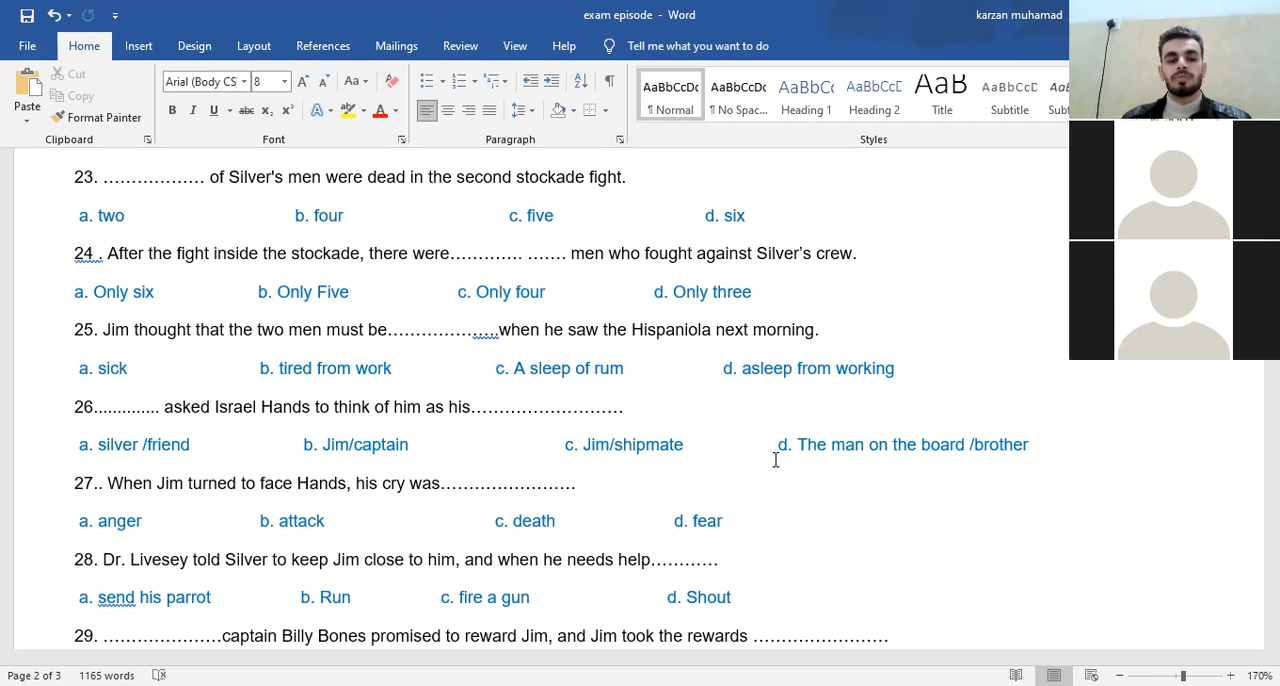 exam episode - Word
karzan muhamad
File Home Insert Design Layout References Mailings Review View Help Tell me what you want to do
Paste
Cut
Copy
Format Painter
Clipboard
Arial (Body CS 8
Font
Paragraph
AaBbCcDc ¶ Normal
AaBbCcDc ¶ No Spac...
AaBbCc Heading 1
AaBbCcD Heading 2
AaB Title
AaBbCcD Subtitle
Styles
23. ……………… of Silver's men were dead in the second stockade fight.
a. two b. four c. five d. six
24 . After the fight inside the stockade, there were…………. ……. men who fought against Silver’s crew.
a. Only six b. Only Five c. Only four d. Only three
25. Jim thought that the two men must be………………..when he saw the Hispaniola next morning.
a. sick b. tired from work c. A sleep of rum d. asleep from working
26.............. asked Israel Hands to think of him as his………………………
a. silver /friend b. Jim/captain c. Jim/shipmate d. The man on the board /brother
27.. When Jim turned to face Hands, his cry was……………………
a. anger b. attack c. death d. fear
28. Dr. Livesey told Silver to keep Jim close to him, and when he needs help…………
a. send his parrot b. Run c. fire a gun d. Shout
29. …………………captain Billy Bones promised to reward Jim, and Jim took the rewards ……………………
Page 2 of 3 1165 words 170%